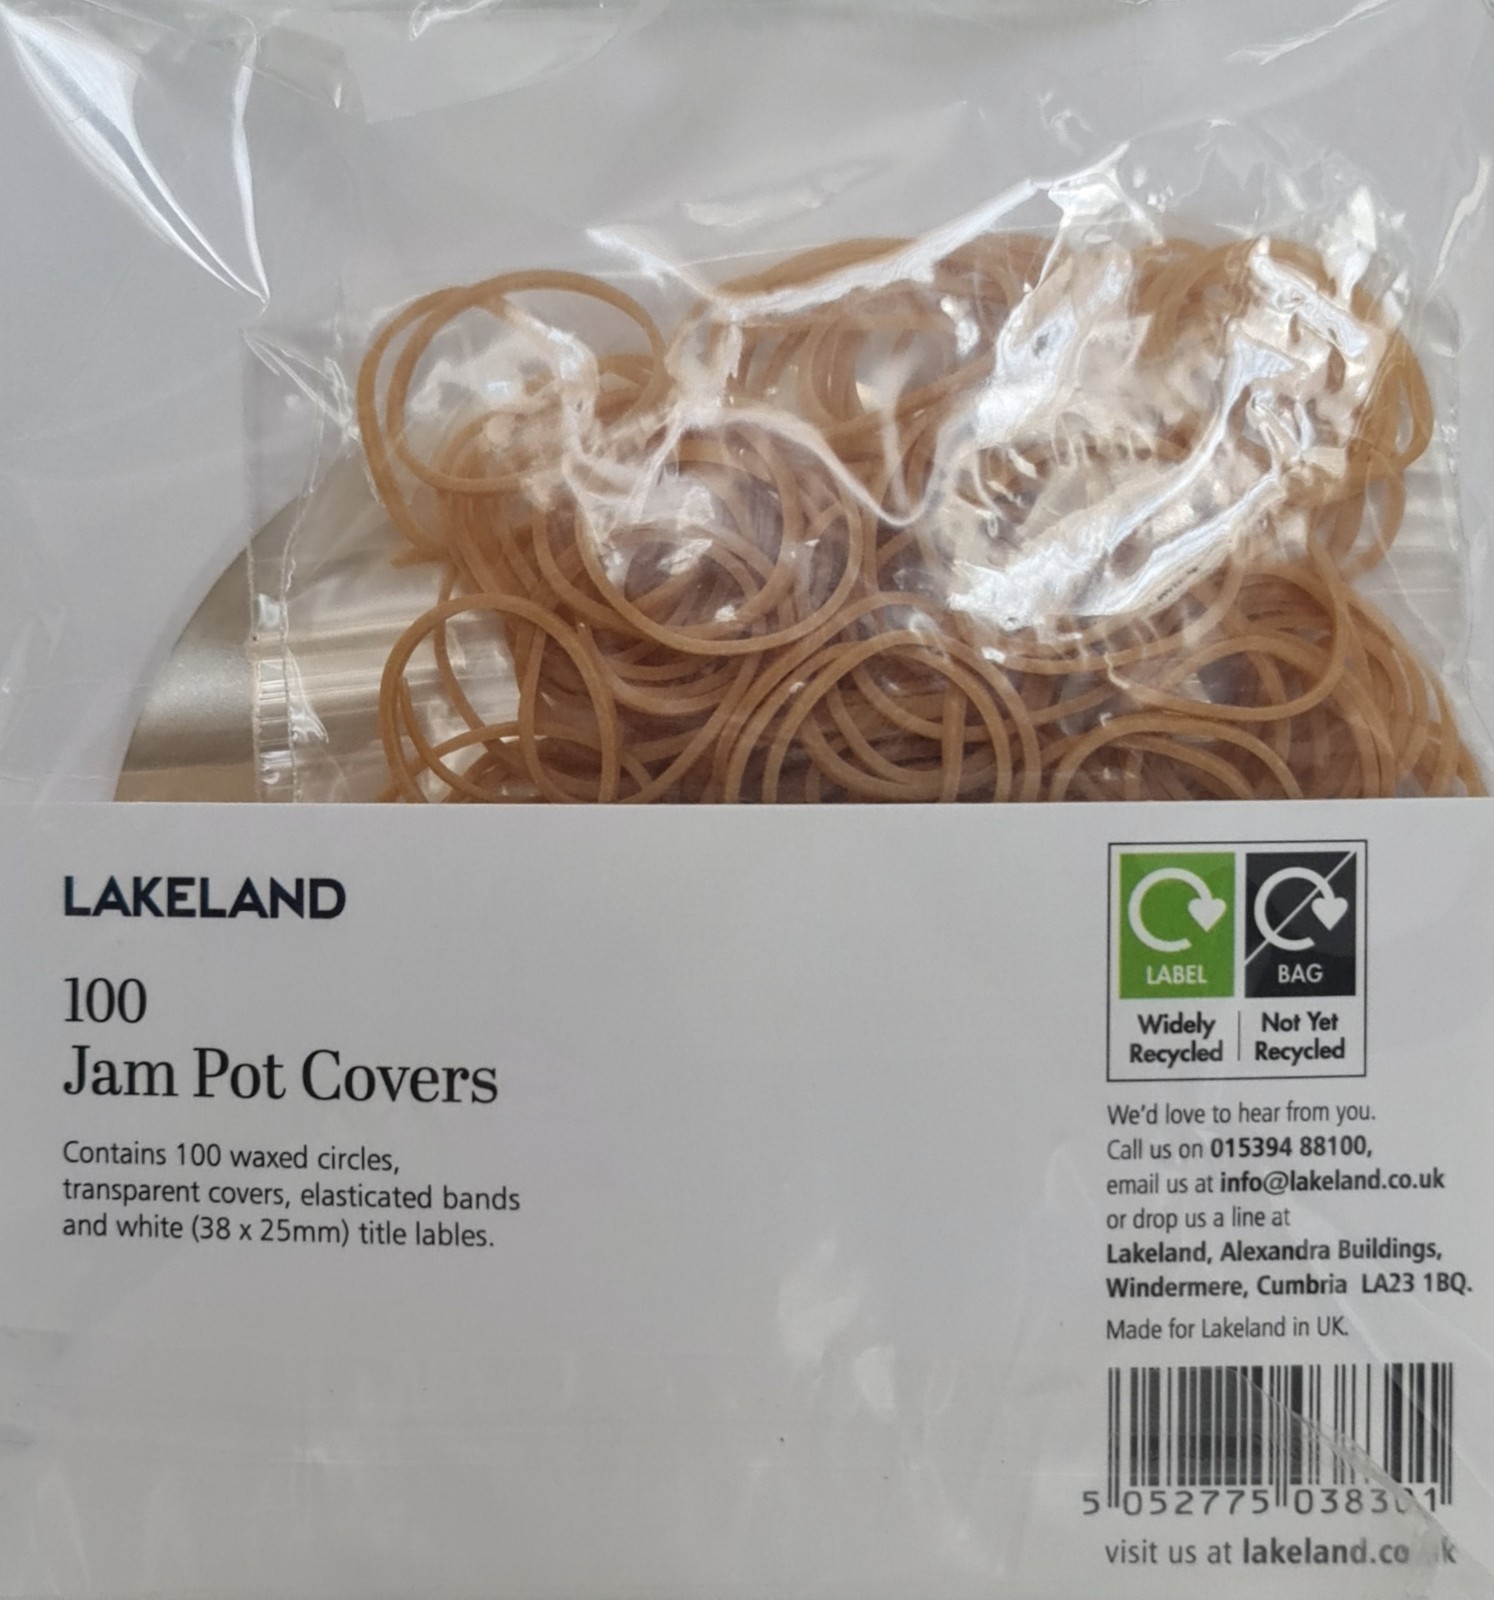 LAKELAND
100
Jam Pot Covers
Contains 100 waxed circles,
transparent covers, elasticated bands
and white (38 x 25mm) title lables.
LABEL
BAG
Widely
Recycled
Not Yet
Recycled
We'd love to hear from you.
Call us on 015394 88100,
email us at info@lakeland.co.uk
or drop us a line at
Lakeland, Alexandra Buildings,
Windermere, Cumbria LA23 1BQ.
Made for Lakeland in UK.
5 052775 038301
visit us at